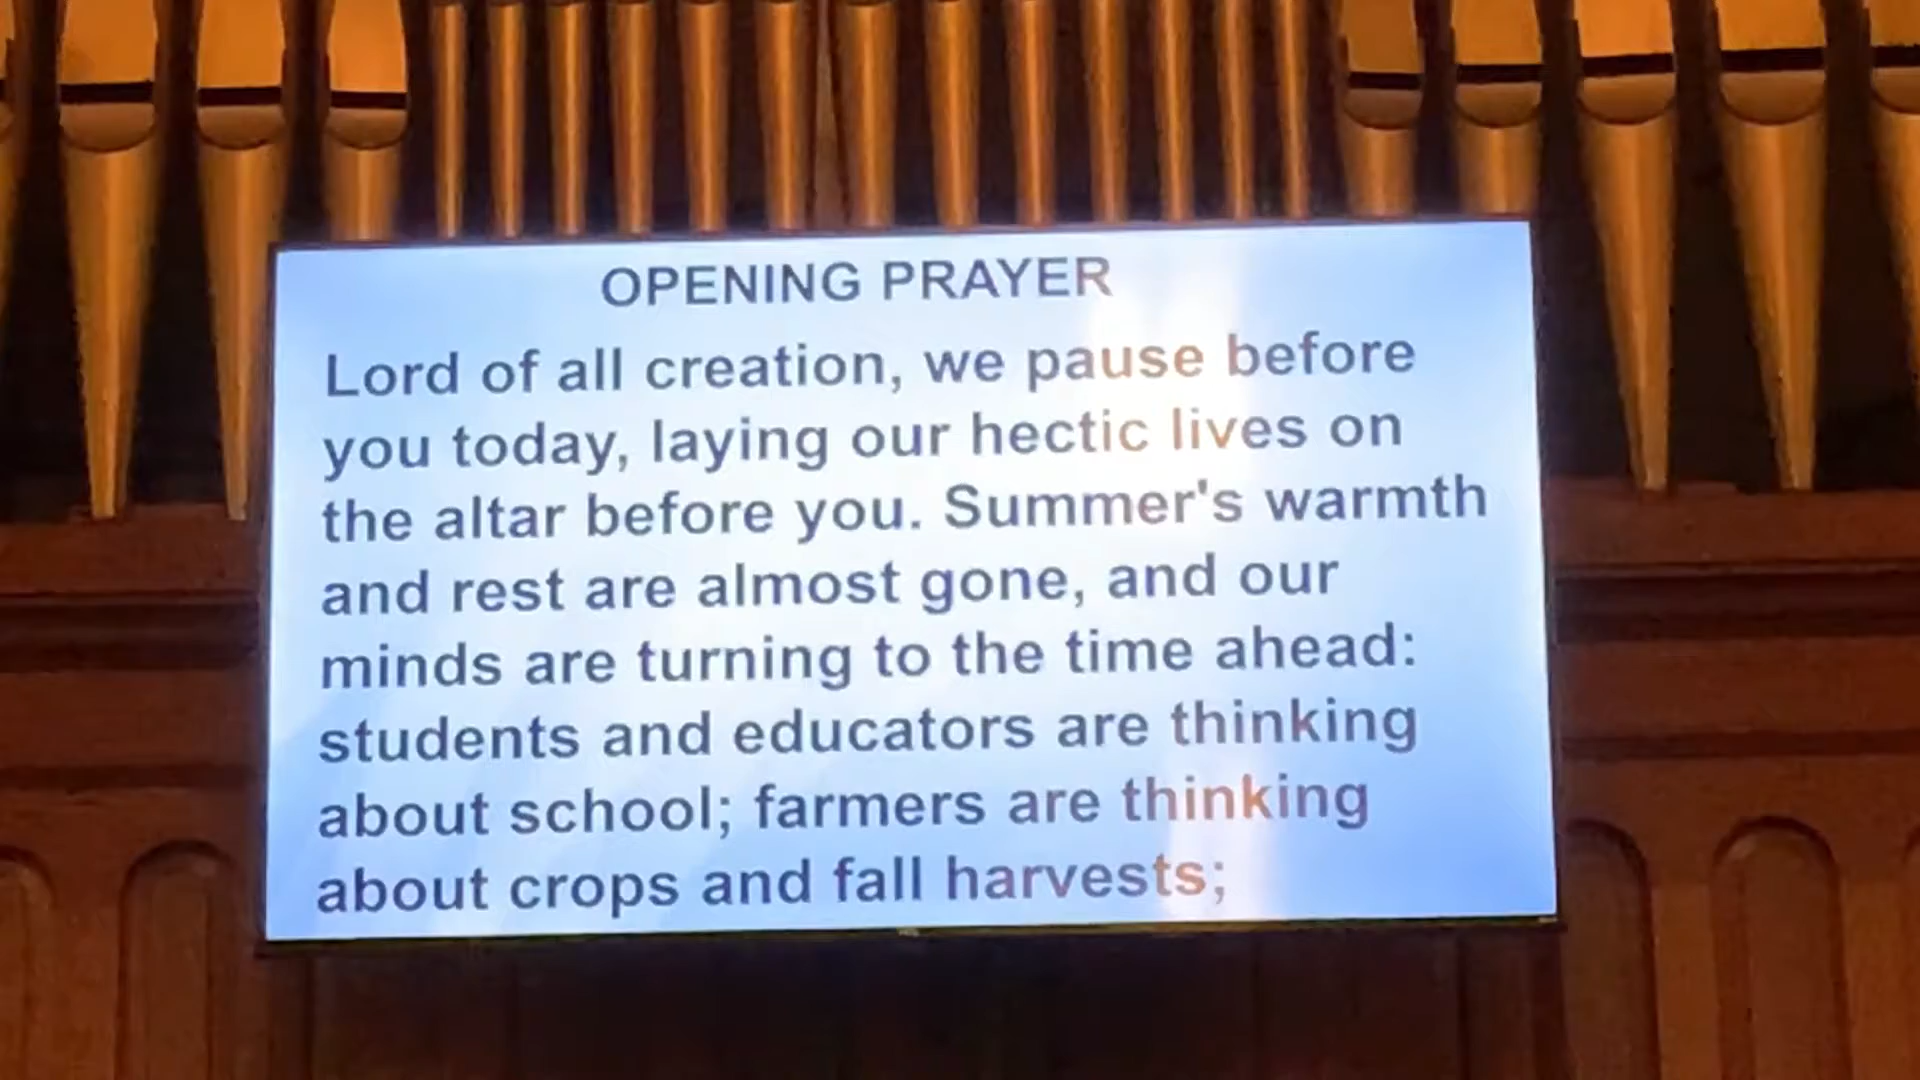 OPENING PRAYER
Lord of all creation, we pause before
you today, laying our hectic lives on
the altar before you. Summer's warmth
and rest are almost gone, and our
minds are turning to the time ahead:
students and educators are thinking
about school; farmers are thinking
about crops and fall harvests;